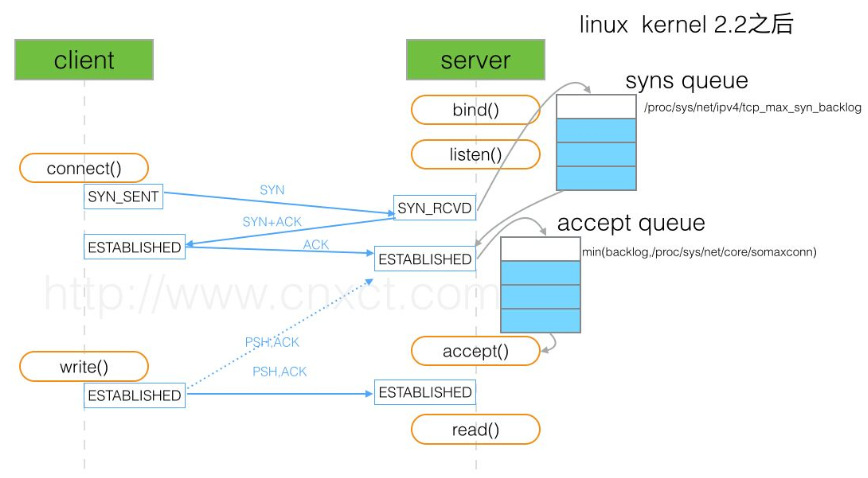 linux kernel 2.2之后
client
server
syns queue
bind()
/proc/sys/net/ipv4/tcp_max_syn_backlog
listen()
connect()
SYN_SENT
SYN
SYN_RCVD
SYN+ACK
accept queue
ESTABLISHED
ACK
ESTABLISHED
min(backlog,/proc/sys/net/core/somaxconn)
http://www.cnxct.com
PSH,ACK
accept()
write()
PSH,ACK
ESTABLISHED
ESTABLISHED
read()